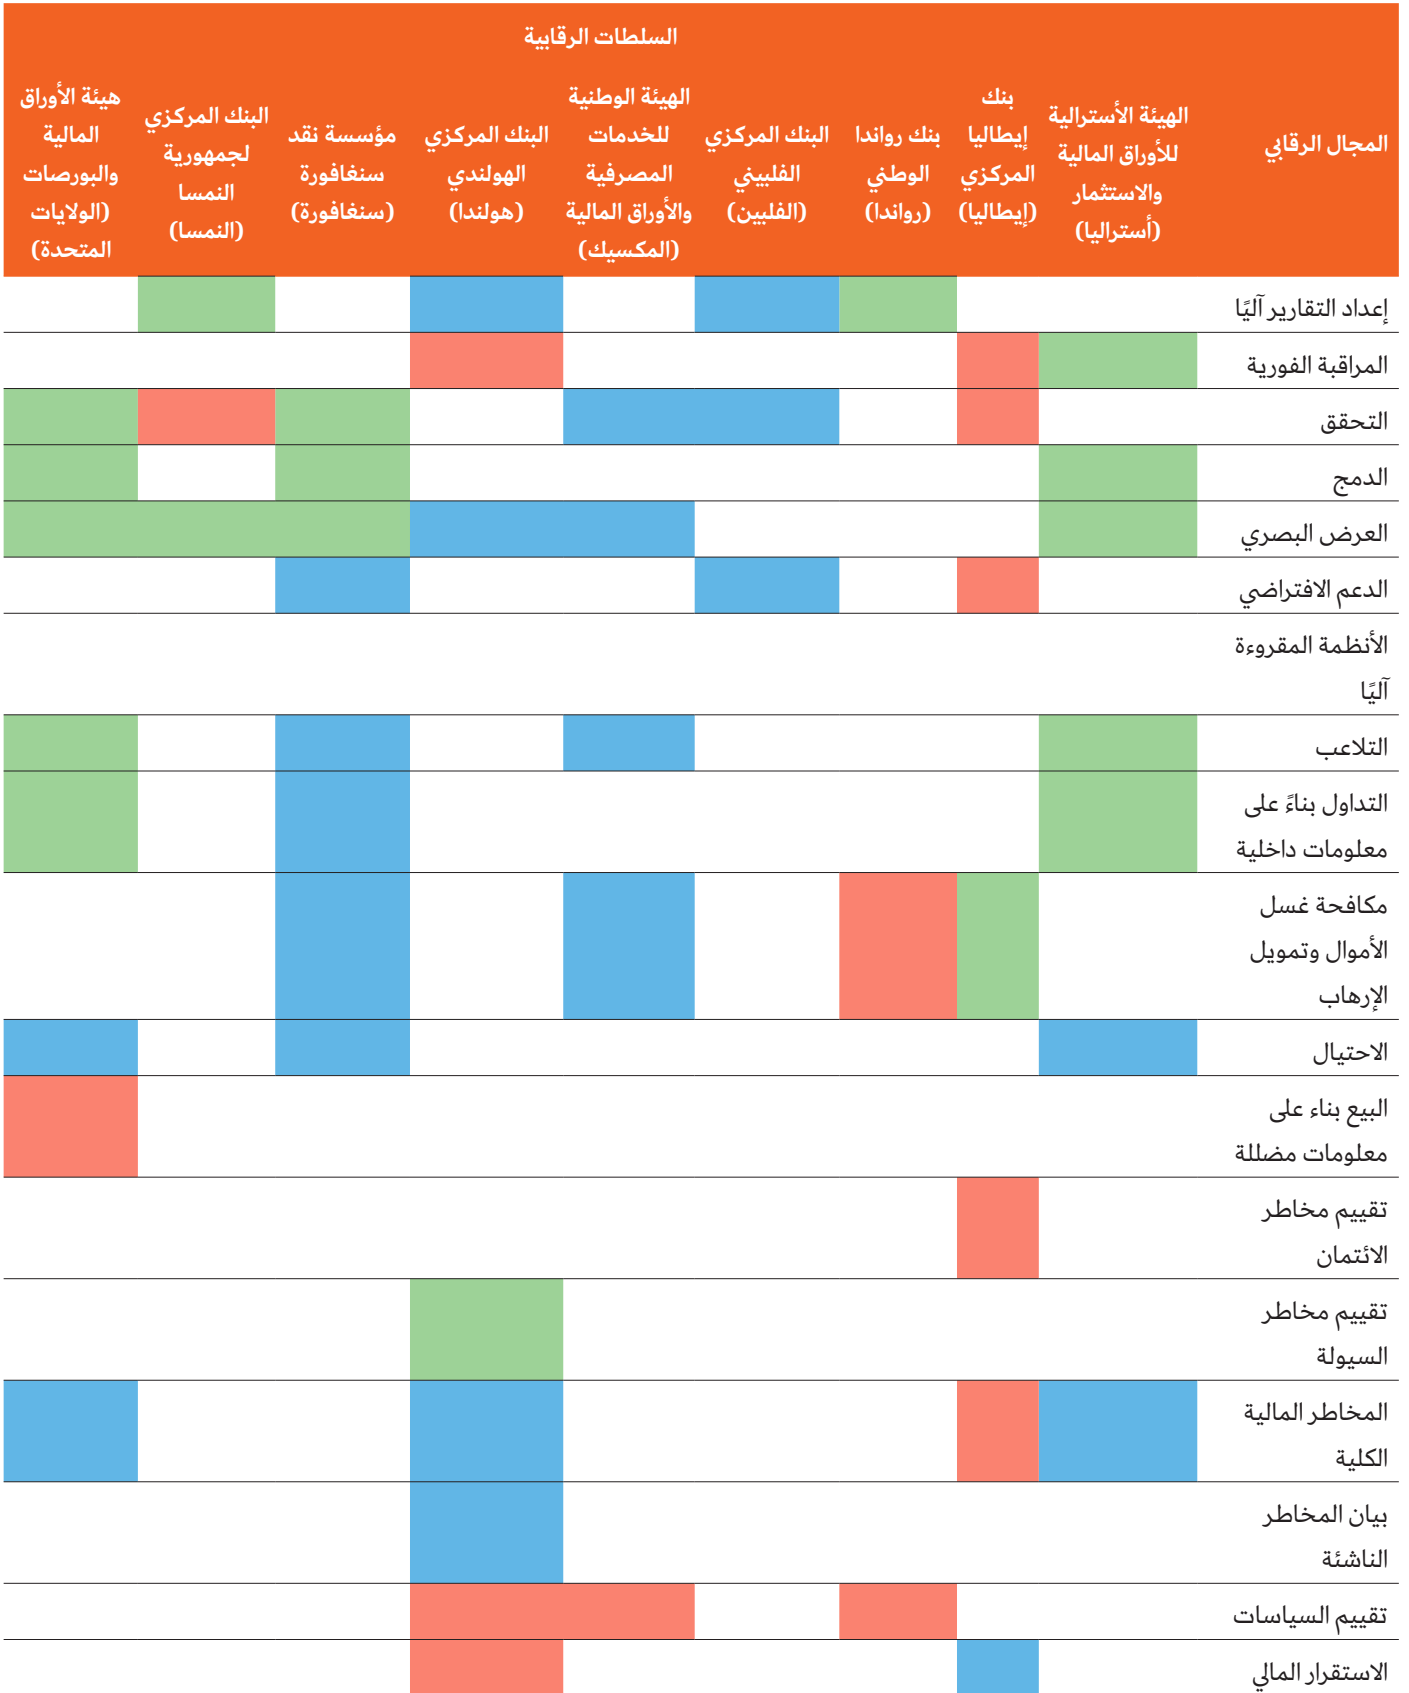 السلطات الرقابية
المجال الرقابي
الهيئة الأسترالية
للأوراق المالية
والاستثمار
(أستراليا)
بنك
إيطاليا
المركزي
(إيطاليا)
بنك رواندا
الوطني
(رواندا)
البنك المركزي
الفلبيني
(الفلبين)
الهيئة الوطنية
للخدمات
المصرفية
والأوراق المالية
(المكسيك)
البنك المركزي
الهولندي
(هولندا)
مؤسسة نقد
سنغافورة
(سنغافورة)
البنك المركزي
لجمهورية
النمسا
(النمسا)
هيئة الأوراق
المالية
والبورصات
(الولايات
المتحدة)
إعداد التقارير آليًا
المراقبة الفورية
التحقق
الدمج
العرض البصري
الدعم الافتراضي
الأنظمة المقروءة
آليًا
التلاعب
التداول بناءً على
معلومات داخلية
مكافحة غسل
الأموال وتمويل
الإرهاب
الاحتيال
البيع بناء على
معلومات مضللة
تقييم مخاطر
الائتمان
تقييم مخاطر
السيولة
المخاطر المالية
الكلية
بيان المخاطر
الناشئة
تقييم السياسات
الاستقرار المالي